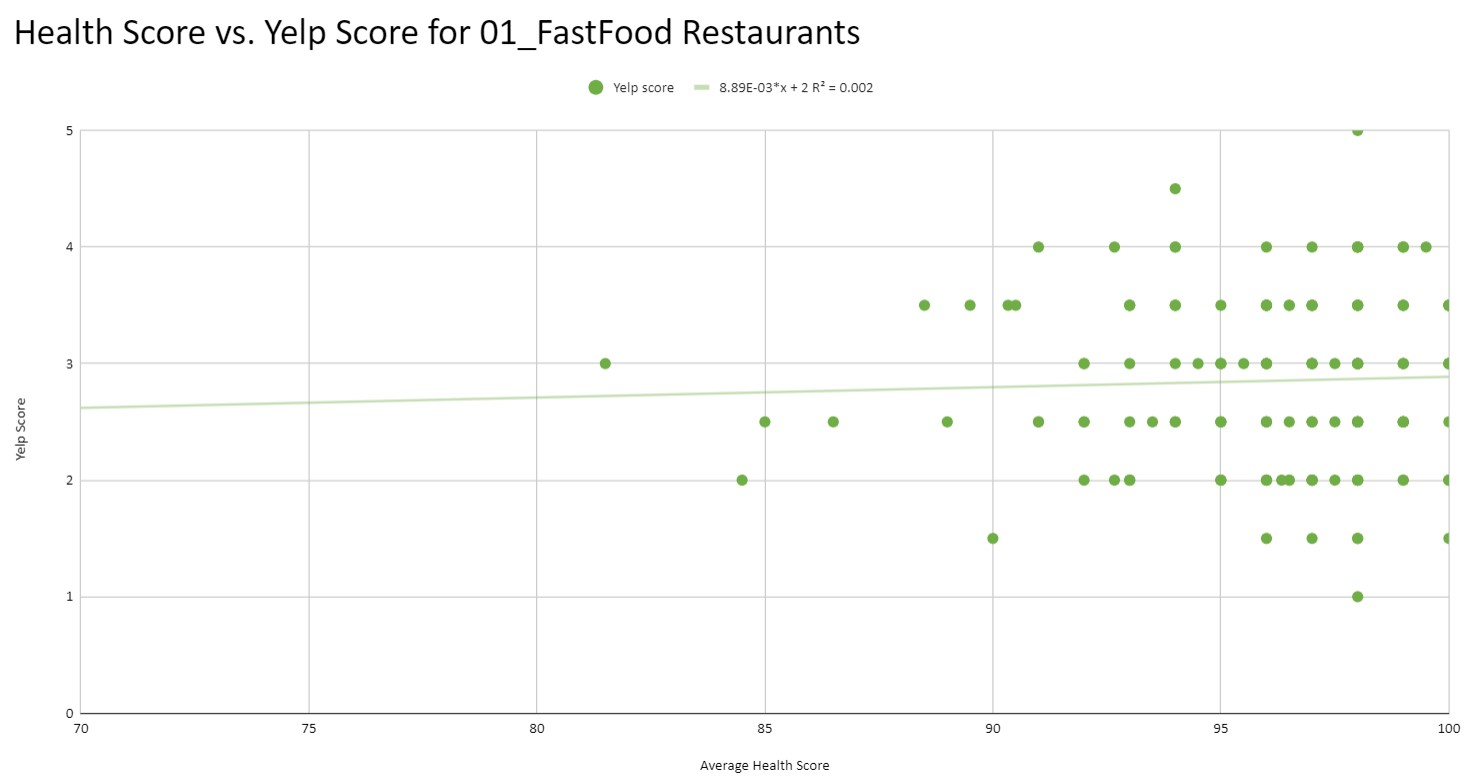 Health Score vs. Yelp Score for 01_FastFood Restaurants
Yelp score 8.89E-03*x + 2 R² = 0.002
5
4
3
2
1
0
Yelp Score
70 75 80 85 90 95 100
Average Health Score